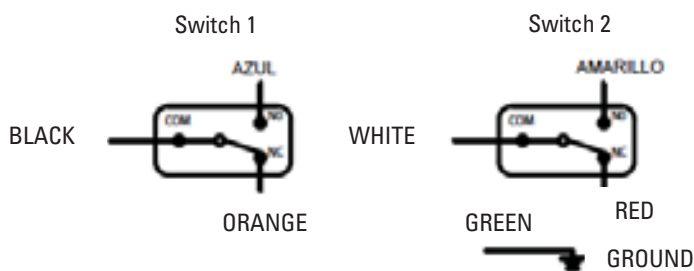 Switch 1
Switch 2
AZUL
AMARILLO
COM
NO
COM
NO
BLACK
WHITE
NC
NC
ORANGE
RED
GREEN
GROUND